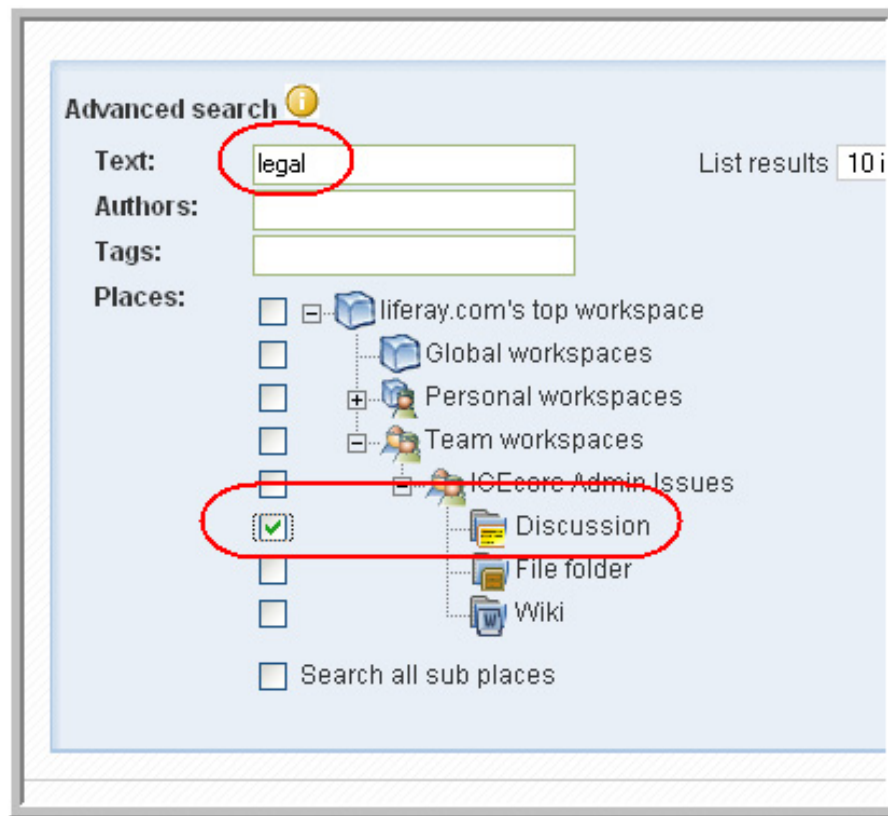 Advanced search
Text: legal List results 10 i
Authors:
Tags:
Places: liferay.com's top workspace
Global workspaces
Personal workspaces
Team workspaces
ICEcore Admin Issues
Discussion
File folder
Wiki
Search all sub places